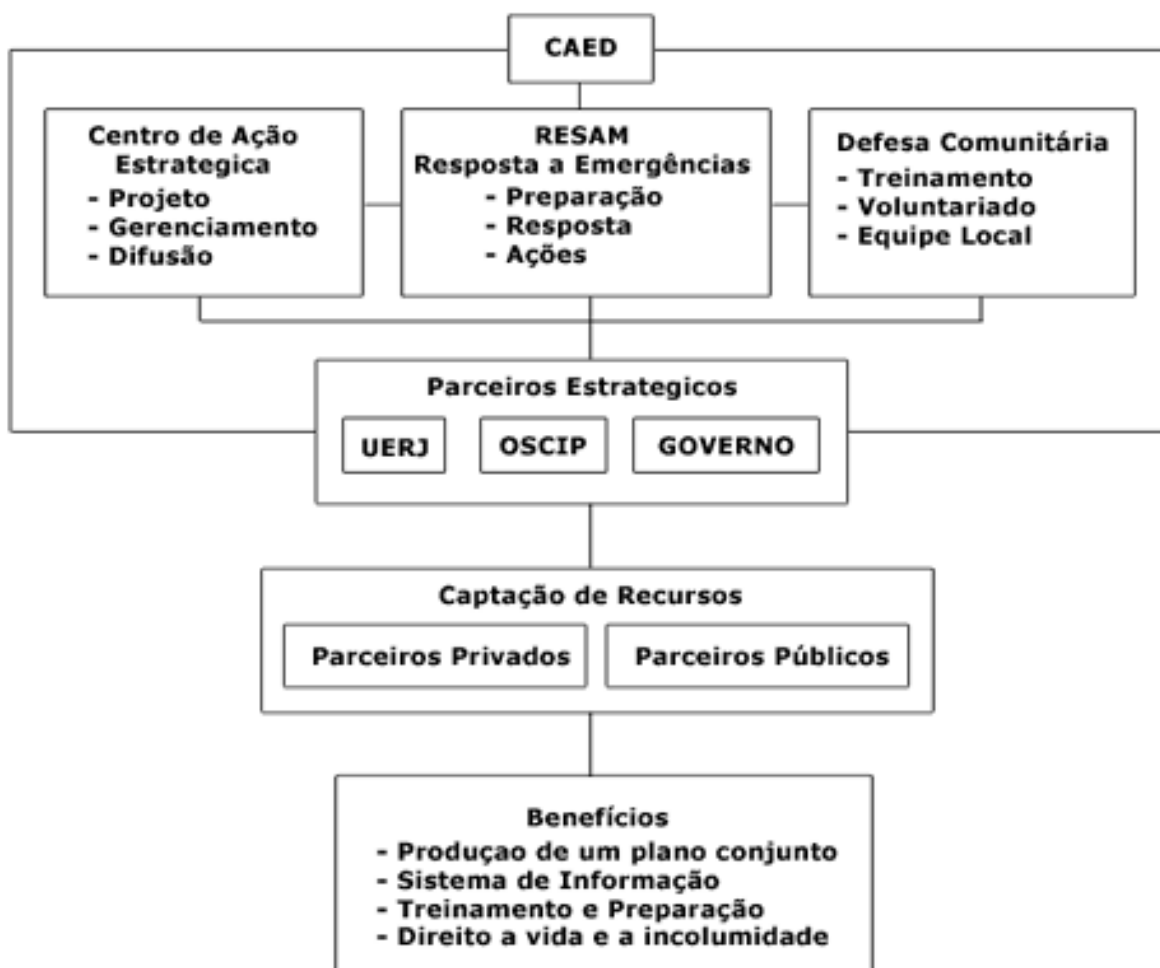 CAED
Centro de Ação
Estrategica
- Projeto
- Gerenciamento
- Difusão
RESAM
Resposta a Emergências
- Preparação
- Resposta
- Ações
Defesa Comunitária
- Treinamento
- Voluntariado
- Equipe Local
Parceiros Estrategicos
UERJ
OSCIP
GOVERNO
Captação de Recursos
Parceiros Privados
Parceiros Públicos
Benefícios
- Produçao de um plano conjunto
- Sistema de Informação
- Treinamento e Preparação
- Direito a vida e a incolumidade